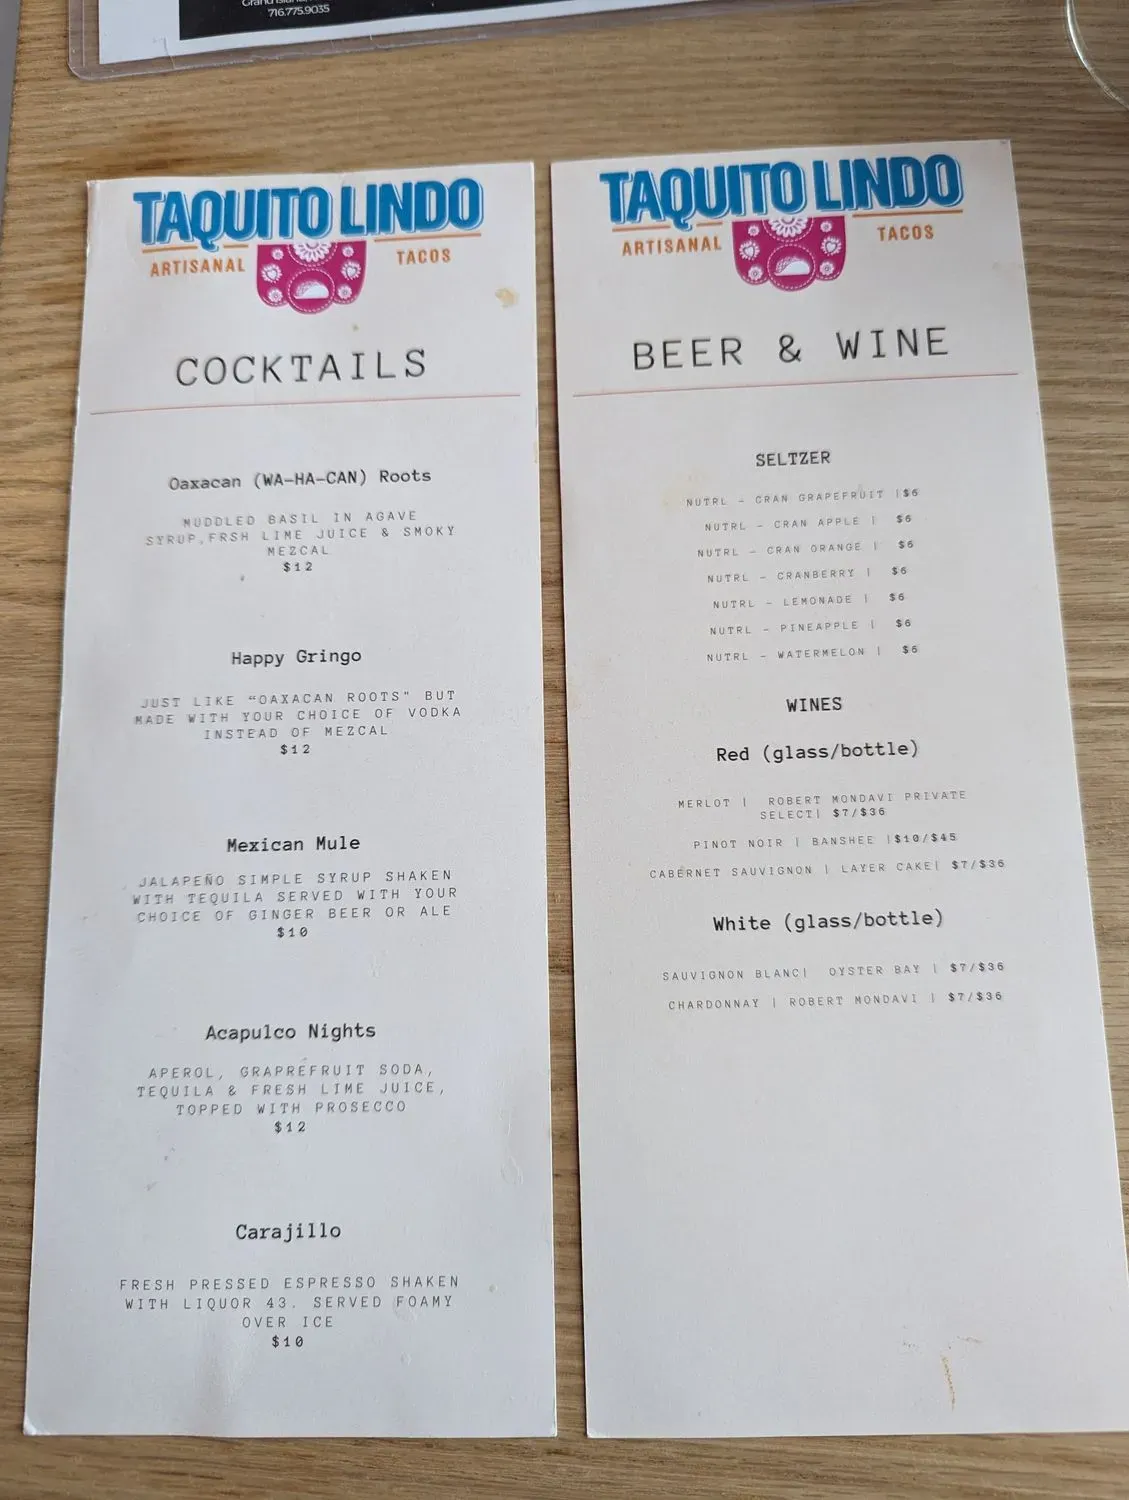 716.775.9035
TAQUITO LINDO
ARTISANAL TACOS
COCKTAILS
Oaxacan (WA-HA-CAN) Roots
MUDDLED BASIL IN AGAVE
SYRUP,FRSH LIME JUICE & SMOKY
MEZCAL
$12
Happy Gringo
JUST LIKE "OAXACAN ROOTS" BUT
MADE WITH YOUR CHOICE OF VODKA
INSTEAD OF MEZCAL
$12
Mexican Mule
JALAPEÑO SIMPLE SYRUP SHAKEN
WITH TEQUILA SERVED WITH YOUR
CHOICE OF GINGER BEER OR ALE
$10
Acapulco Nights
APEROL, GRAPREFRUIT SODA,
TEQUILA & FRESH LIME JUICE,
TOPPED WITH PROSECCO
$12
Carajillo
FRESH PRESSED ESPRESSO SHAKEN
WITH LIQUOR 43. SERVED FOAMY
OVER ICE
$10
TAQUITO LINDO
ARTISANAL TACOS
BEER & WINE
SELTZER
NUTRL - CRAN GRAPEFRUIT |$6
NUTRL - CRAN APPLE | $6
NUTRL - CRAN ORANGE | $6
NUTRL - CRANBERRY | $6
NUTRL - LEMONADE | $6
NUTRL - PINEAPPLE | $6
NUTRL - WATERMELON | $6
WINES
Red (glass/bottle)
MERLOT | ROBERT MONDAVI PRIVATE
SELECT| $7/$36
PINOT NOIR | BANSHEE |$10/$45
CABERNET SAUVIGNON | LAYER CAKE| $7/$36
White (glass/bottle)
SAUVIGNON BLANC| OYSTER BAY | $7/$36
CHARDONNAY | ROBERT MONDAVI | $7/$36